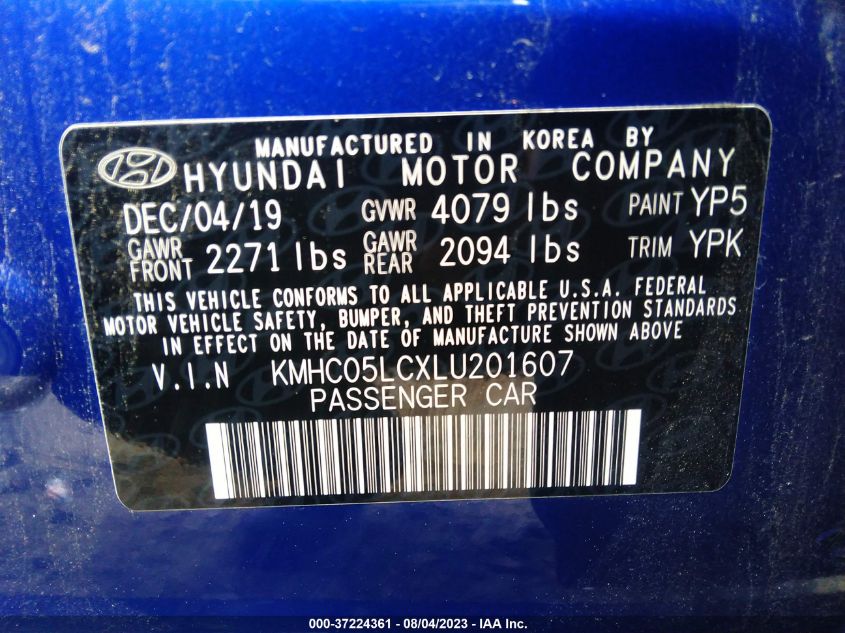 MANUFACTURED IN KOREA BY
HYUNDAI MOTOR COMPANY
DEC/04/19 GVWR 4079 lbs PAINT YP5
GAWR FRONT 2271 lbs GAWR REAR 2094 lbs TRIM YPK
THIS VEHICLE CONFORMS TO ALL APPLICABLE U.S.A. FEDERAL
MOTOR VEHICLE SAFETY, BUMPER, AND THEFT PREVENTION STANDARDS
IN EFFECT ON THE DATE OF MANUFACTURE SHOWN ABOVE
V.I.N KMHC05LCXLU201607
PASSENGER CAR
000-37224361 - 08/04/2023 - IAA Inc.